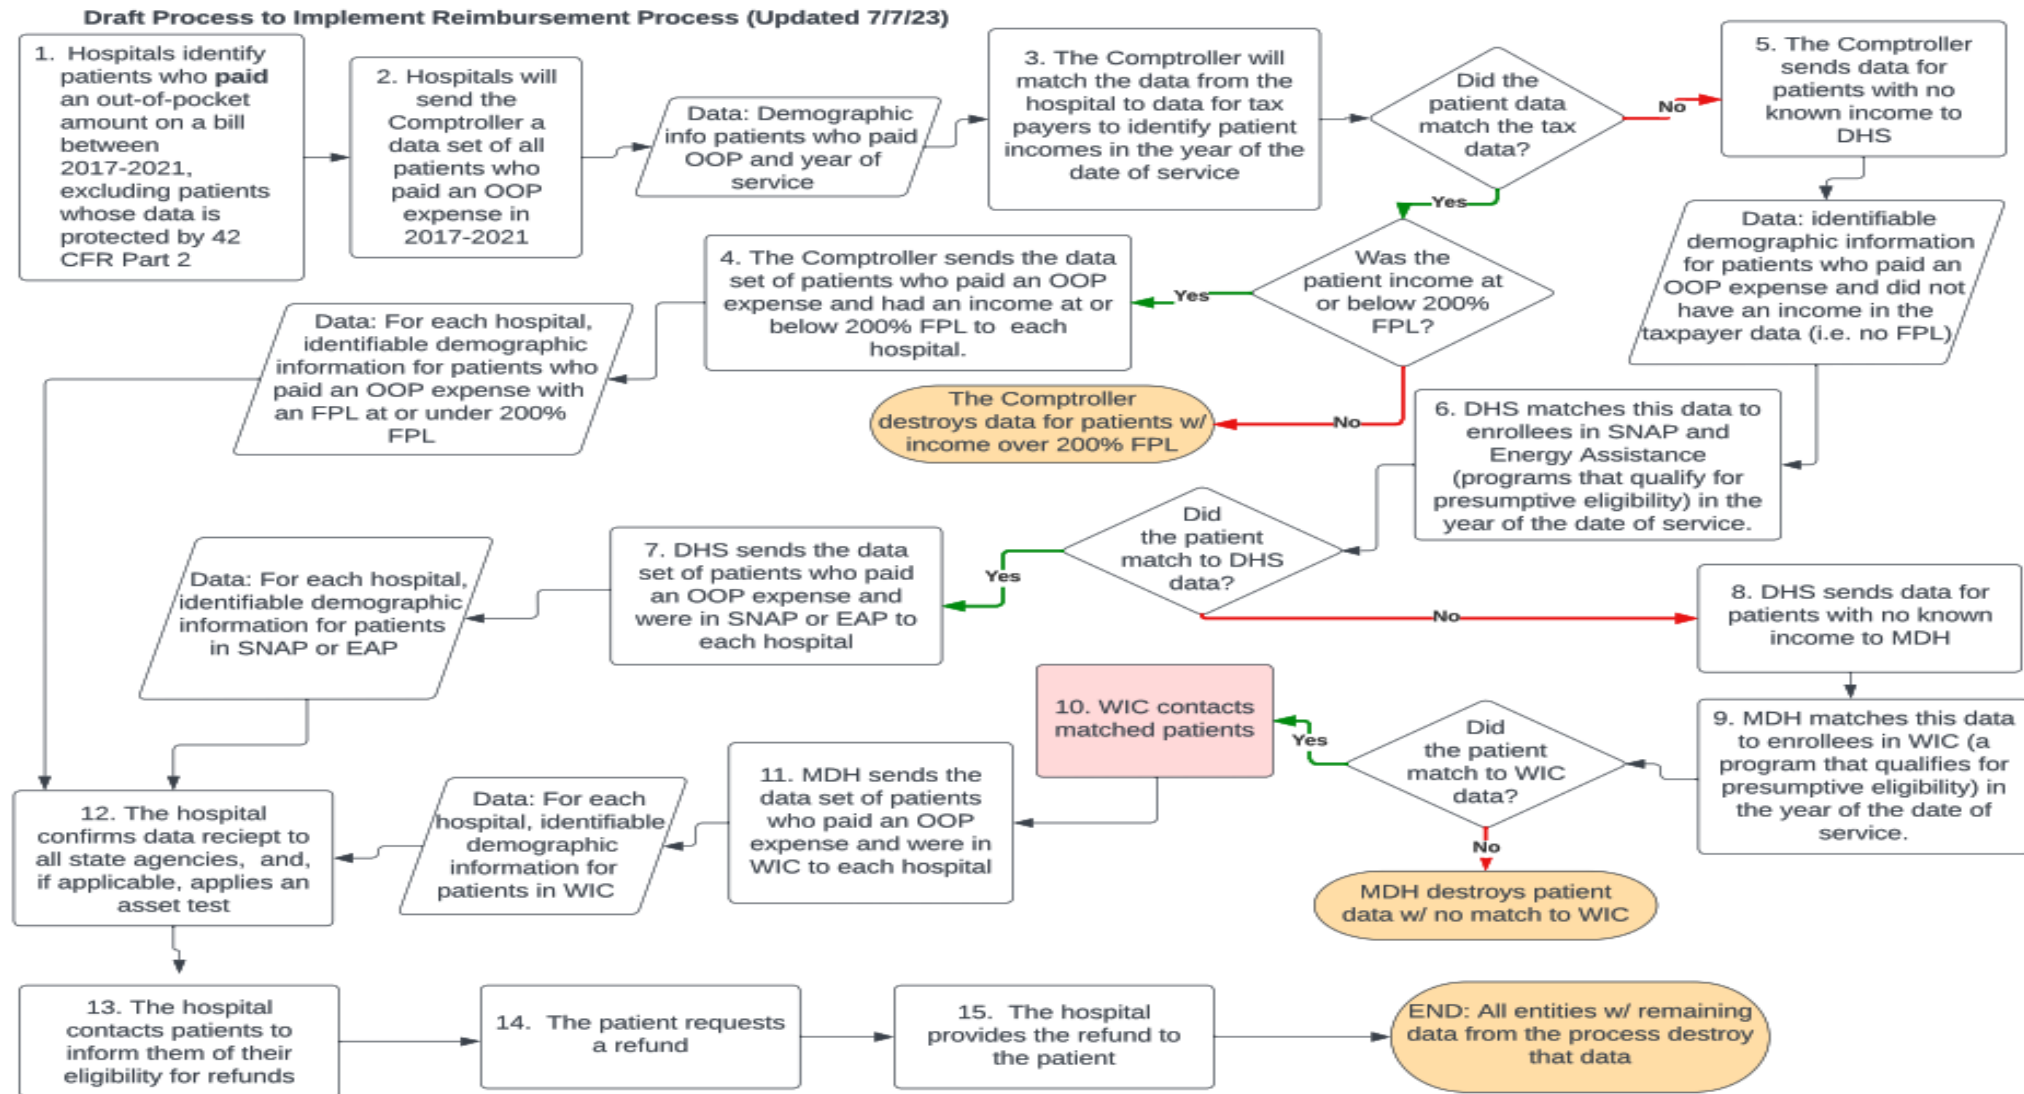 Draft Process to Implement Reimbursement Process (Updated 7/7/23)
1. Hospitals identify
patients who paid
an out-of-pocket
amount on a bill
between
2017-2021,
excluding patients
whose data is
protected by 42
CFR Part 2
2. Hospitals will
send the
Comptroller a
data set of all
patients who
paid an OOP
expense in
2017-2021
Data: Demographic
info patients who paid
OOP and year of
service
3. The Comptroller will
match the data from the
hospital to data for tax
payers to identify patient
incomes in the year of the
date of service
Did the
patient data
match the tax
data?
No
Yes
5. The Comptroller
sends data for
patients with no
known income to
DHS
Data: identifiable
demographic information
for patients who paid an
OOP expense and did not
have an income in the
taxpayer data (i.e. no FPL)
Was the
patient income at
or below 200%
FPL?
Yes
No
4. The Comptroller sends the data
set of patients who paid an OOP
expense and had an income at or
below 200% FPL to each
hospital.
Data: For each hospital,
identifiable demographic
information for patients who
paid an OOP expense with
an FPL at or under 200%
FPL
The Comptroller
destroys data for patients w/
income over 200% FPL
6. DHS matches this data to
enrollees in SNAP and
Energy Assistance
(programs that qualify for
presumptive eligibility) in the
year of the date of service.
Did
the patient
match to DHS
data?
Yes
No
7. DHS sends the data
set of patients who paid
an OOP expense and
were in SNAP or EAP to
each hospital
Data: For each hospital,
identifiable demographic
information for patients
in SNAP or EAP
8. DHS sends data for
patients with no known
income to MDH
9. MDH matches this data
to enrollees in WIC (a
program that qualifies for
presumptive eligibility) in
the year of the date of
service.
Did
the patient
match to WIC
data?
Yes
No
10. WIC contacts
matched patients
MDH destroys patient
data w/ no match to WIC
11. MDH sends the
data set of patients
who paid an OOP
expense and were in
WIC to each hospital
Data: For each
hospital, identifiable
demographic
information for
patients in WIC
12. The hospital
confirms data reciept to
all state agencies, and,
if applicable, applies an
asset test
13. The hospital
contacts patients to
inform them of their
eligibility for refunds
14. The patient requests
a refund
15. The hospital
provides the refund to
the patient
END: All entities w/ remaining
data from the process destroy
that data